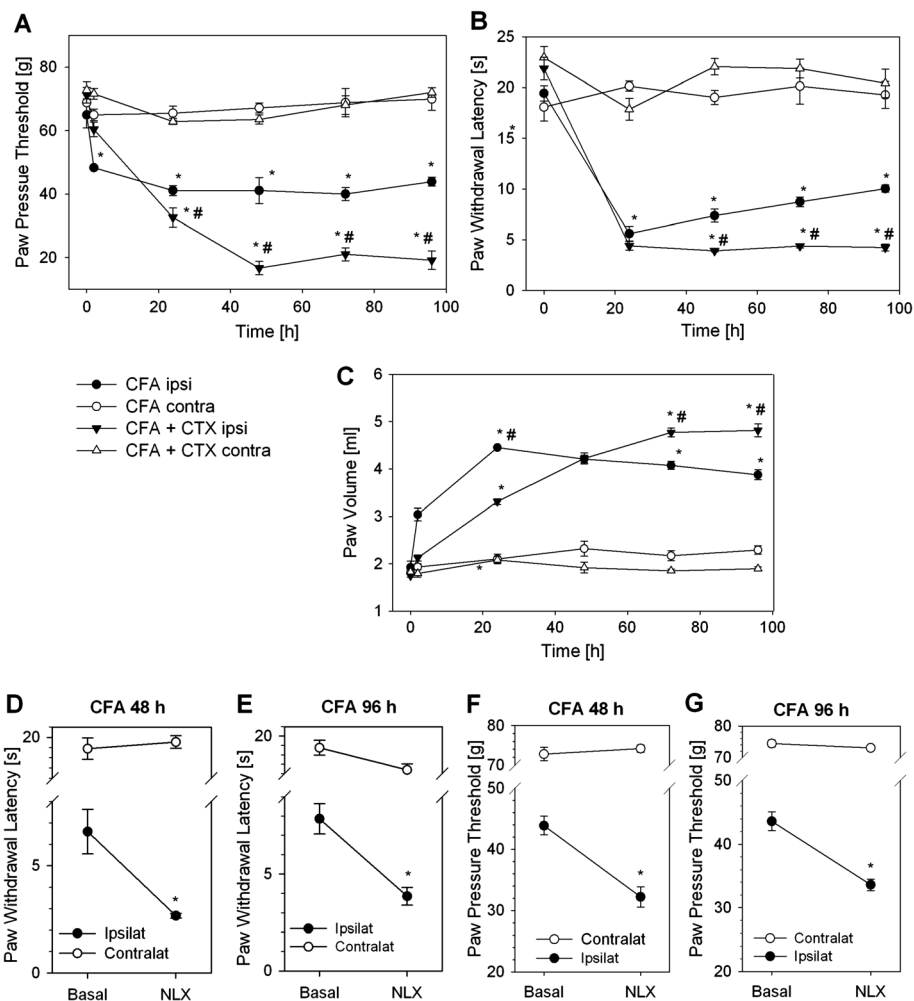 A
Paw Pressue Threshold [g]
80
60
40
20
* * * * *
* # * # * # * #
0 20 40 60 80 100
Time [h]
B
Paw Withdrawal Latency [s]
25
20
15
10
5
0
*
* * * *
* # * # * #
0 20 40 60 80 100
Time [h]
CFA ipsi
CFA contra
CFA + CTX ipsi
CFA + CTX contra
C
Paw Volume [ml]
6
5
4
3
2
1
* # * # * #
* * *
*
0 20 40 60 80 100
Time [h]
D
CFA 48 h
Paw Withdrawal Latency [s]
20
5
0
*
Ipsilat
Contralat
Basal NLX
E
CFA 96 h
Paw Withdrawal Latency [s]
20
5
0
*
Ipsilat
Contralat
Basal NLX
F
CFA 48 h
Paw Pressure Threshold [g]
80
70
50
40
30
20
*
Contralat
Ipsilat
Basal NLX
G
CFA 96 h
Paw Pressure Threshold [g]
80
70
50
40
30
20
*
Contralat
Ipsilat
Basal NLX